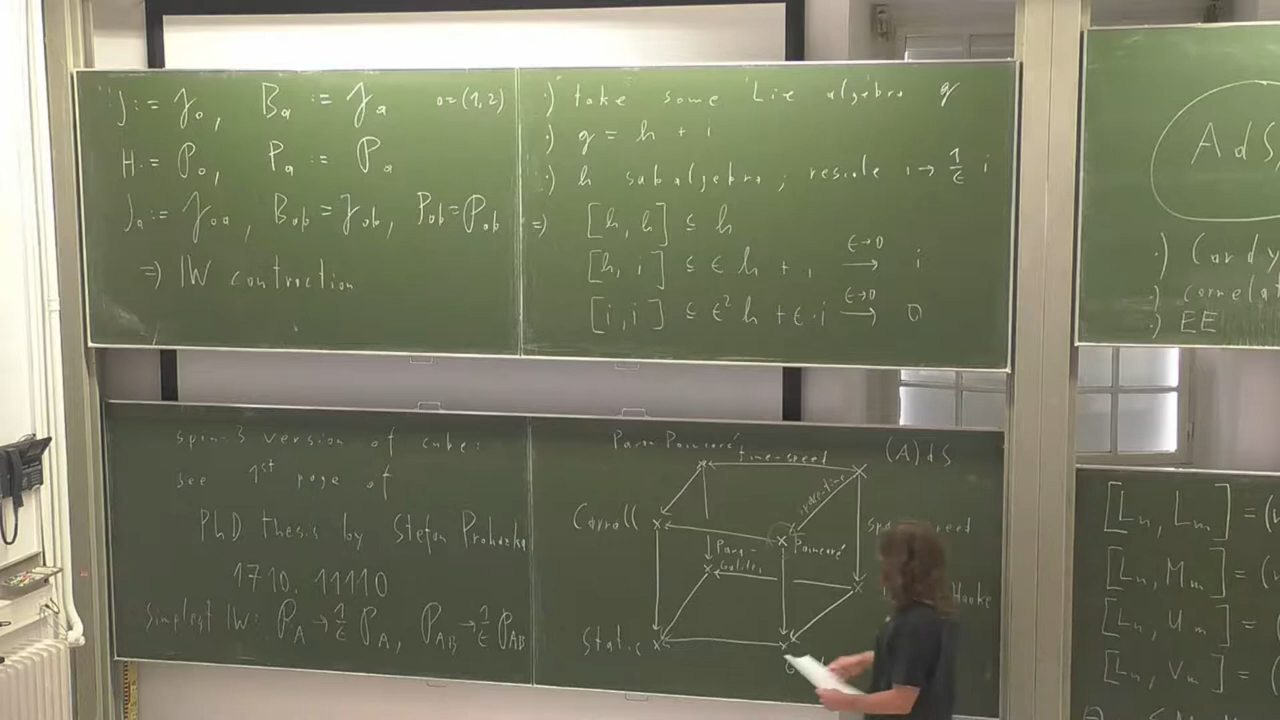 J := J₀, B_a := J_a a=(1,2)
H := P₀, P_a := P_a
J_a := J_{0a}, B_{ab} = J_{ab}, P_{ab} = P_{ab}
⇒ IW contraction
·) take some Lie algebra g
·) g = h + i
·) h subalgebra, rescale i → 1/ε i
⇒ [h, h] ⊆ h
[h, i] ⊆ ε h + i ε→0 → i
[i, i] ⊆ ε² h + ε·i ε→0 → 0
AdS
·)
·) correla
·) EE
spin-3 version of cube:
see 1st page of
PhD thesis by Stefan Prohazka
1710.11110
Simplest IW: P_A → 1/ε P_A, P_{AB} → 1/ε P_{AB}
Para-Poincaré
time-speed
(A)dS
space-time
Carroll
speed
Poincaré
Para-
Galilei
Static
[L_n, L_m] = (
[L_n, M_m] = (
[L_n, U_m] = (
[L_n, V_m] = (